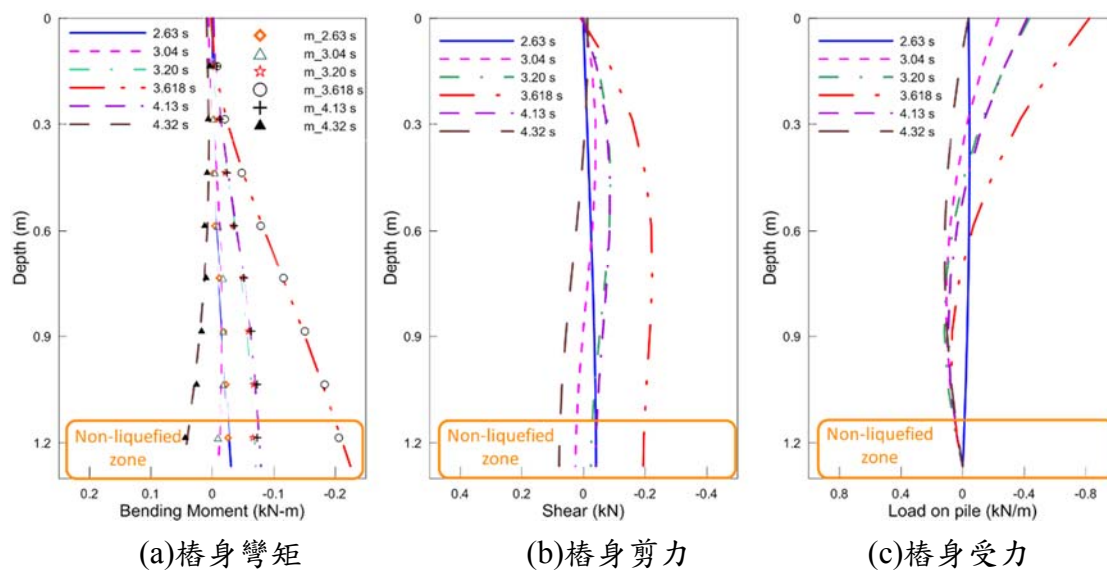 0
0.3
0.6
0.9
1.2
Depth (m)
2.63 s
3.04 s
3.20 s
3.618 s
4.13 s
4.32 s
m_2.63 s
m_3.04 s
m_3.20 s
m_3.618 s
m_4.13 s
m_4.32 s
Non-liquefied
zone
0.2 0.1 0 -0.1 -0.2
Bending Moment (kN-m)
(a)樁身彎矩
0
0.3
0.6
0.9
1.2
Depth (m)
2.63 s
3.04 s
3.20 s
3.618 s
4.13 s
4.32 s
Non-liquefied
zone
0.4 0.2 0 -0.2 -0.4
Shear (kN)
(b)樁身剪力
0
0.3
0.6
0.9
1.2
Depth (m)
2.63 s
3.04 s
3.20 s
3.618 s
4.13 s
4.32 s
Non-liquefied
zone
0.8 0.4 0 -0.4 -0.8
Load on pile (kN/m)
(c)樁身受力